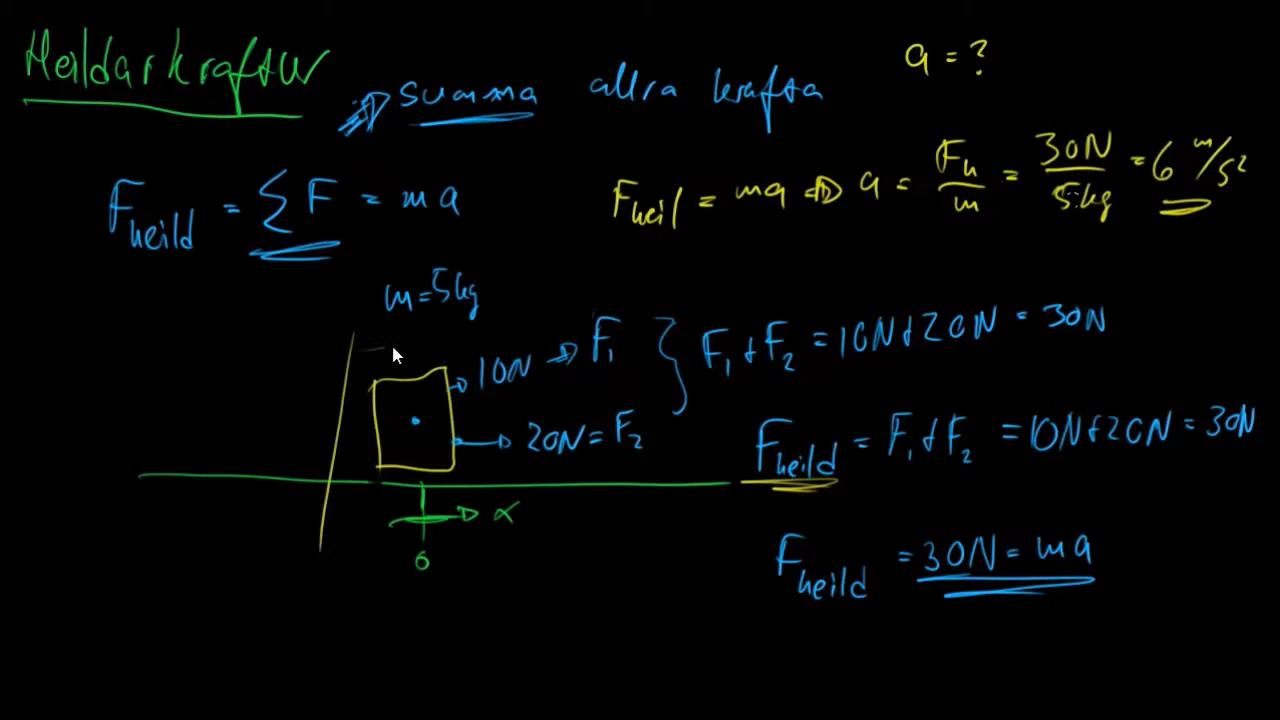 Heildarkraftur
⇒ summa allra krafta
a = ?
F_heild = ∑F = ma
F_heil = ma ⇒ a = F_h/m = 30N/5kg = 6 m/s²
m = 5kg
10N → F₁ } F₁ + F₂ = 10N + 20N = 30N
20N = F₂
F_heild = F₁ + F₂ = 10N + 20N = 30N
x
0
F_heild = 30N = ma